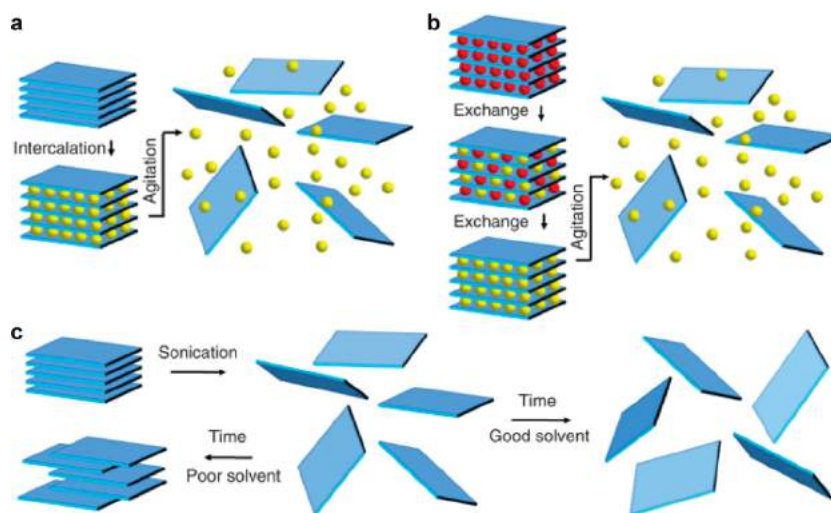 a
Intercalation
Agitation
b
Exchange
Exchange
Agitation
c
Sonication
Time
Poor solvent
Time
Good solvent